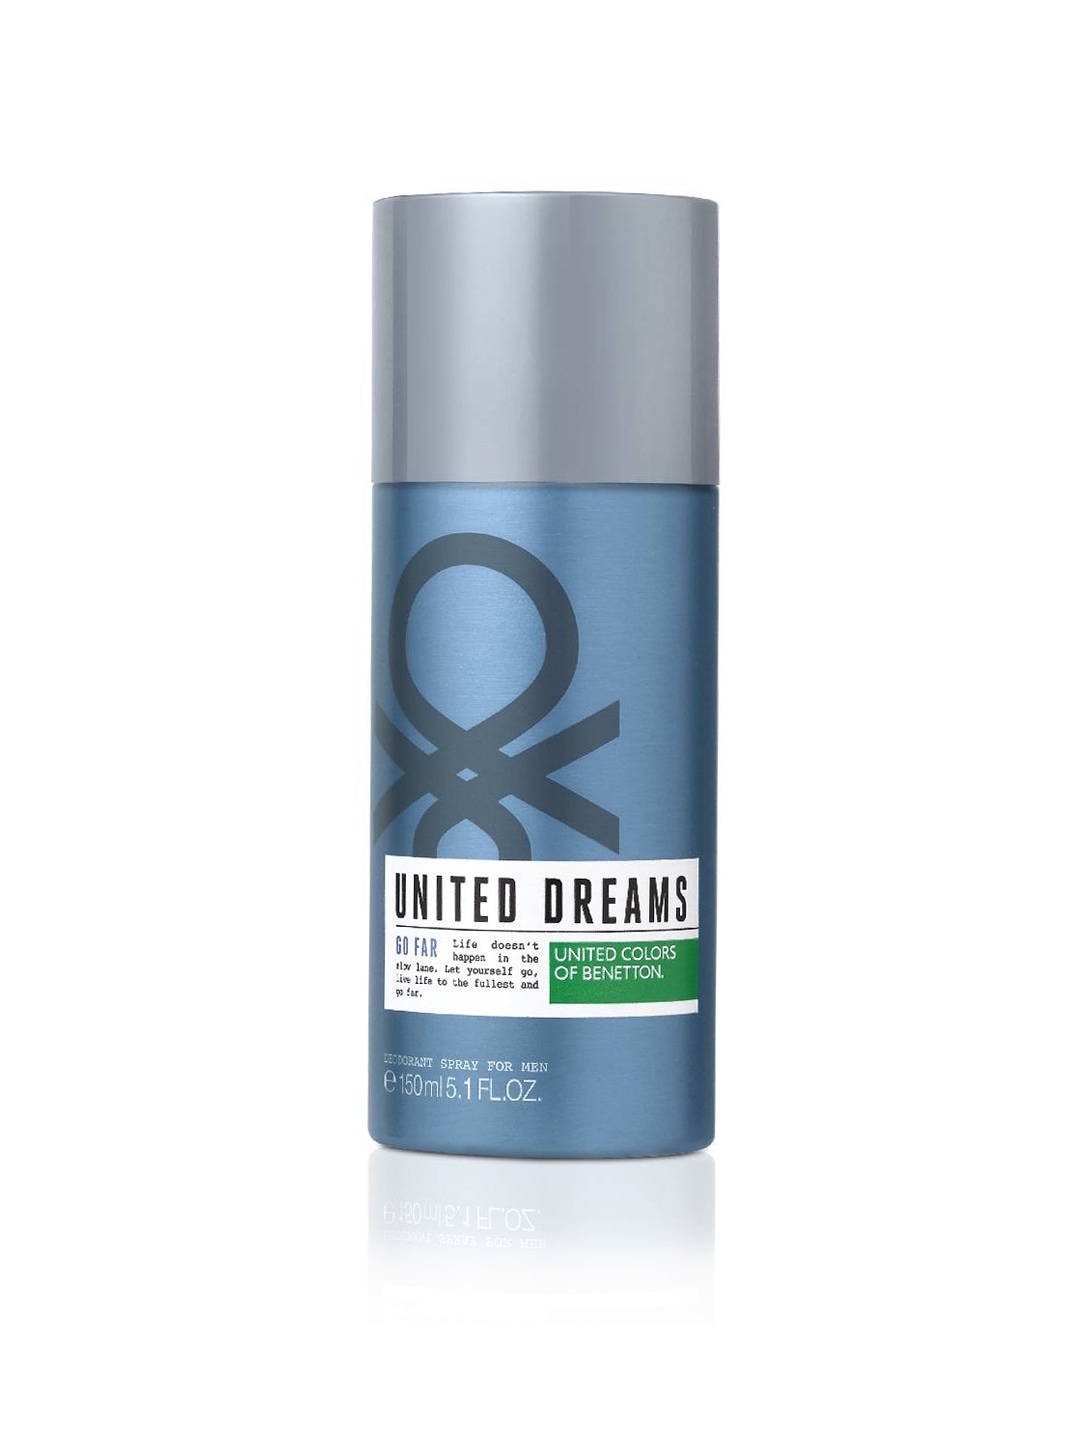 UNITED DREAMS
GO FAR
Life doesn't
happen in the
slow lane. Let yourself go,
live life to the fullest and
go far.
UNITED COLORS
OF BENETTON.
DEODORANT SPRAY FOR MEN
℮150ml 5.1 FL.OZ.